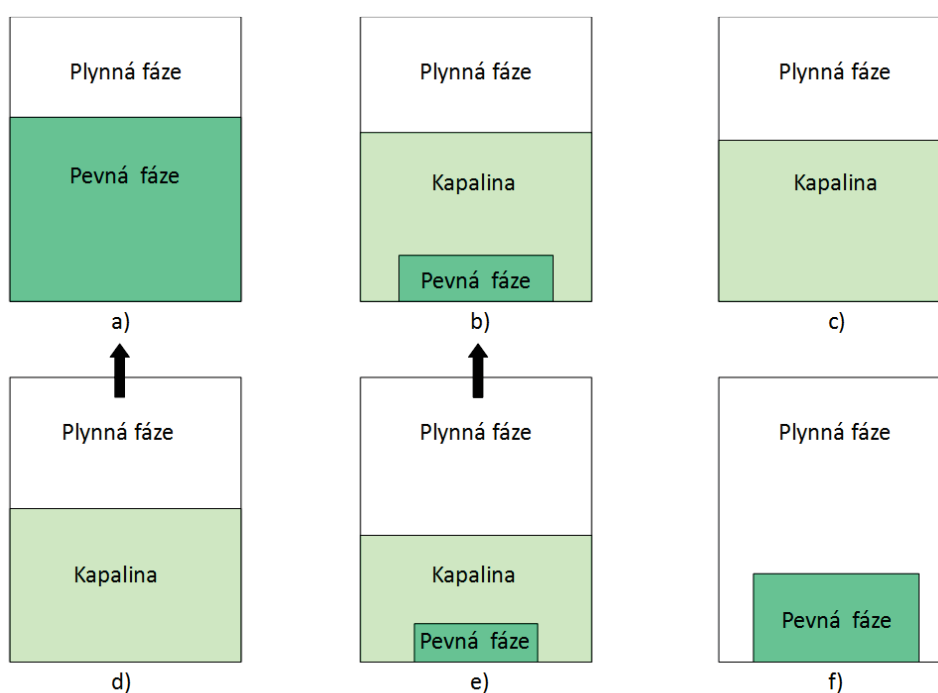 Plynná fáze
Pevná fáze
a)
Plynná fáze
Kapalina
Pevná fáze
b)
Plynná fáze
Kapalina
c)
Plynná fáze
Kapalina
d)
Plynná fáze
Kapalina
Pevná fáze
e)
Plynná fáze
Pevná fáze
f)